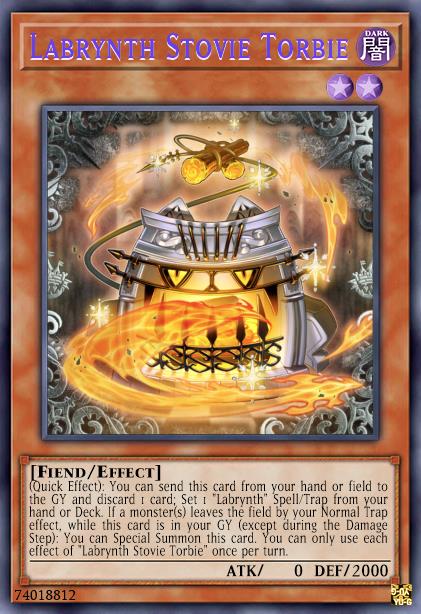 Labrynth Stovie Torbie
DARK
闇
[Fiend/Effect]
(Quick Effect): You can send this card from your hand or field to
the GY and discard 1 card; Set 1 "Labrynth" Spell/Trap from your
hand or Deck. If a monster(s) leaves the field by your Normal Trap
effect, while this card is in your GY (except during the Damage
Step): You can Special Summon this card. You can only use each
effect of "Labrynth Stovie Torbie" once per turn.
ATK/ 0 DEF/2000
74018812